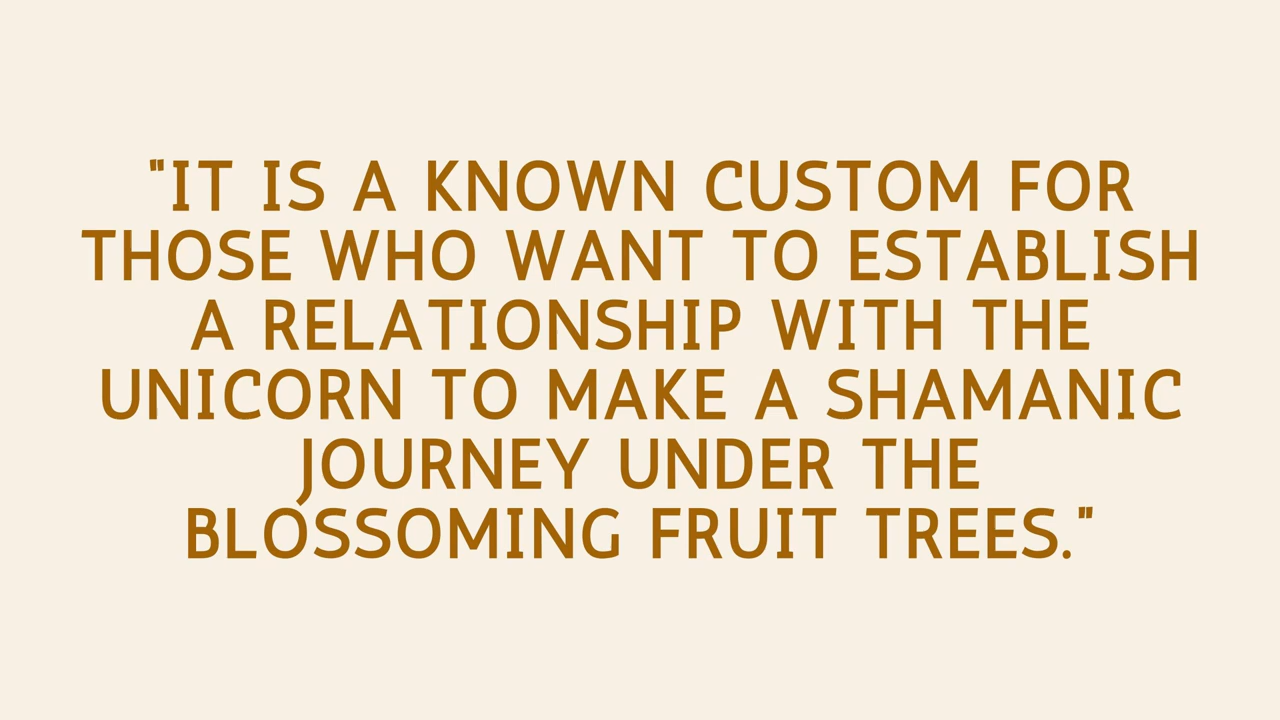 "IT IS A KNOWN CUSTOM FOR
THOSE WHO WANT TO ESTABLISH
A RELATIONSHIP WITH THE
UNICORN TO MAKE A SHAMANIC
JOURNEY UNDER THE
BLOSSOMING FRUIT TREES."